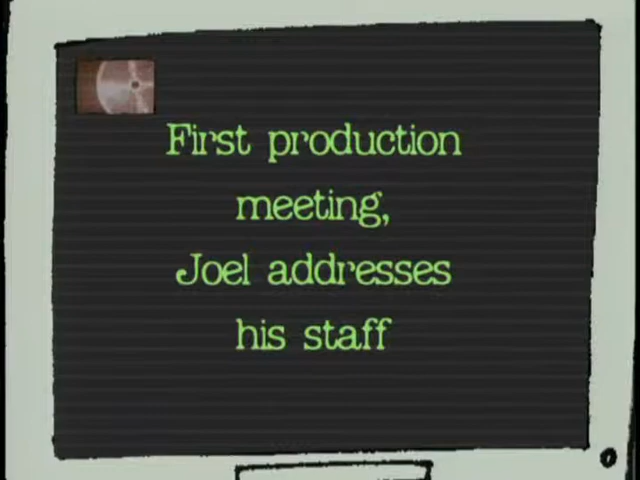 First production
meeting,
Joel addresses
his staff